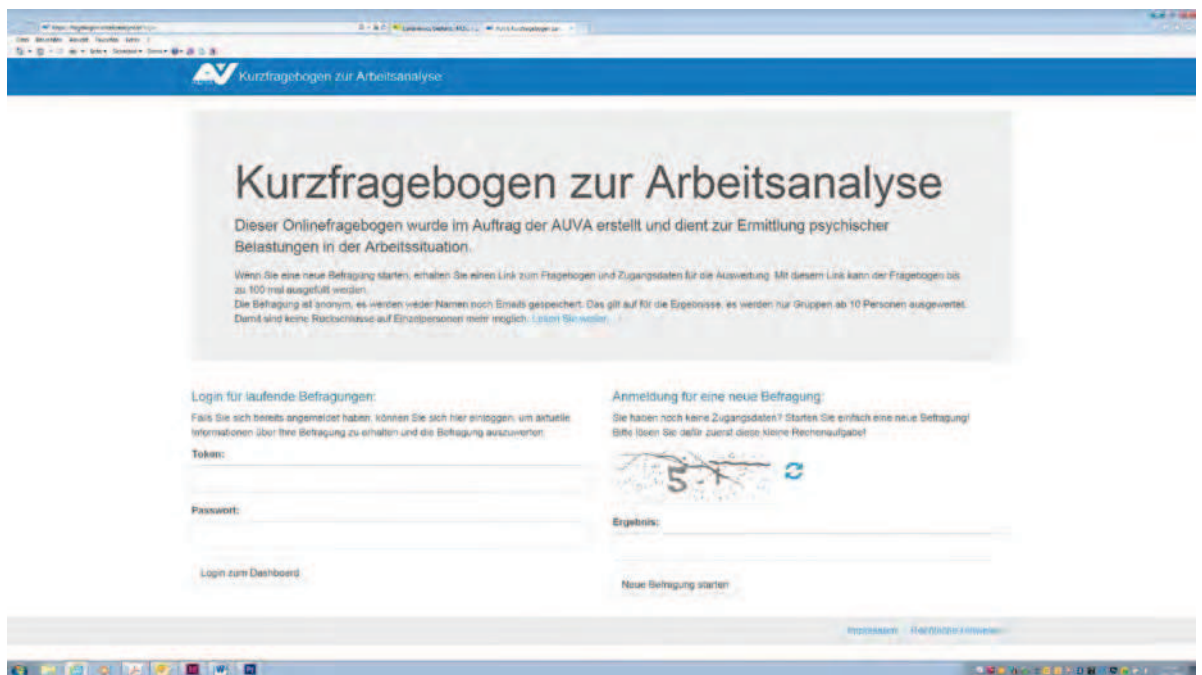 Kurzfragebogen zur Arbeitsanalyse
Kurzfragebogen zur Arbeitsanalyse
Dieser Onlinefragebogen wurde im Auftrag der AUVA erstellt und dient zur Ermittlung psychischer
Belastungen in der Arbeitssituation.
Wenn Sie eine neue Befragung starten, erhalten Sie einen Link zum Fragebogen und Zugangsdaten für die Auswertung. Mit diesem Link kann der Fragebogen bis
zu 100 mal ausgefüllt werden.
Die Befragung ist anonym, es werden weder Namen noch Emails gespeichert. Das gilt auf für die Ergebnisse, es werden nur Gruppen ab 10 Personen ausgewertet.
Damit sind keine Rückschlüsse auf Einzelpersonen mehr möglich. Lesen Sie weiter.
Login für laufende Befragungen:
Falls Sie sich bereits angemeldet haben, können Sie sich hier einloggen, um aktuelle
Informationen über Ihre Befragung zu erhalten und die Befragung auszuwerten.
Token:
Passwort:
Login zum Dashboard
Anmeldung für eine neue Befragung:
Sie haben noch keine Zugangsdaten? Starten Sie einfach eine neue Befragung!
Bitte lösen Sie dafür zuerst diese kleine Rechenaufgabe!
Ergebnis:
Neue Befragung starten
Impressum Rechtliche Hinweise